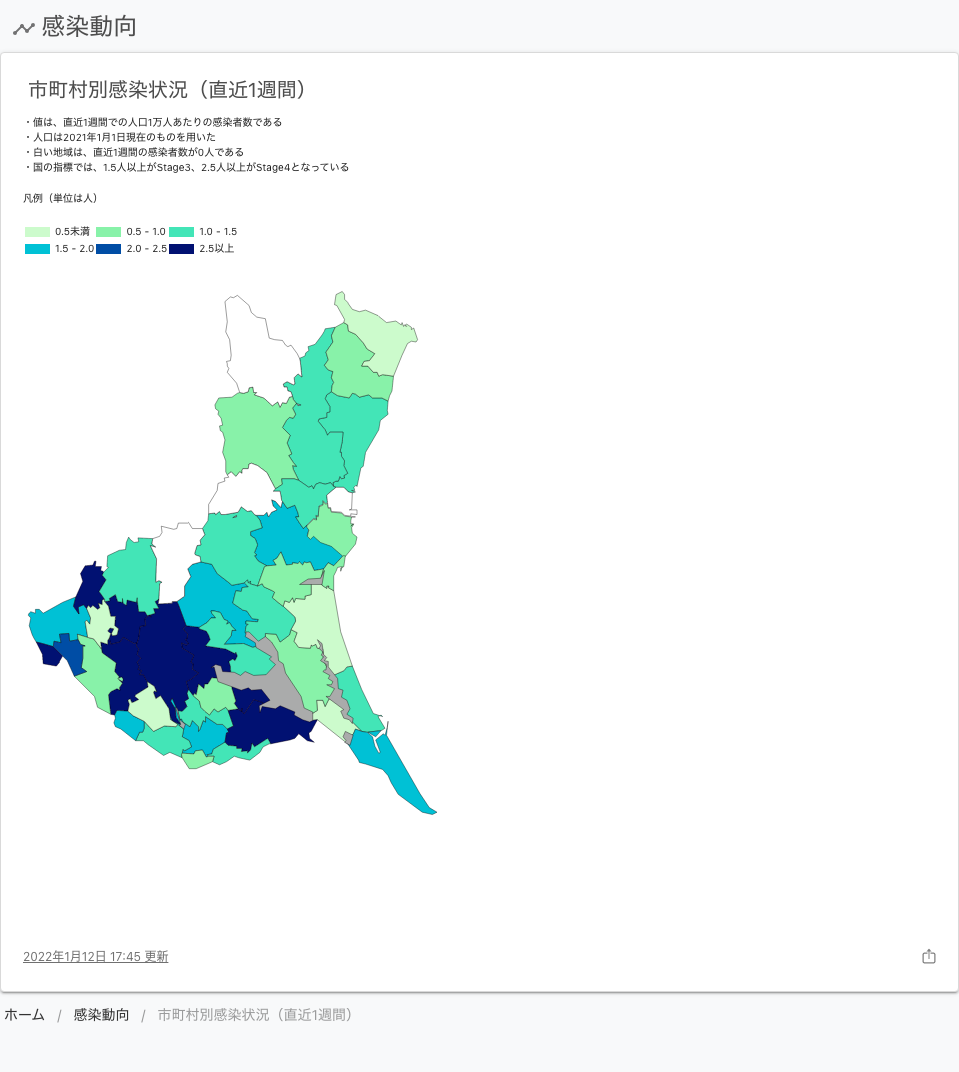 感染動向
市町村別感染状況（直近1週間）
・値は、直近1週間での人口1万人あたりの感染者数である
・人口は2021年1月1日現在のものを用いた
・白い地域は、直近1週間の感染者数が0人である
・国の指標では、1.5人以上がStage3、2.5人以上がStage4となっている
凡例（単位は人）
0.5未満 0.5 - 1.0 1.0 - 1.5
1.5 - 2.0 2.0 - 2.5 2.5以上
2022年1月12日 17:45 更新
ホーム / 感染動向 / 市町村別感染状況（直近1週間）